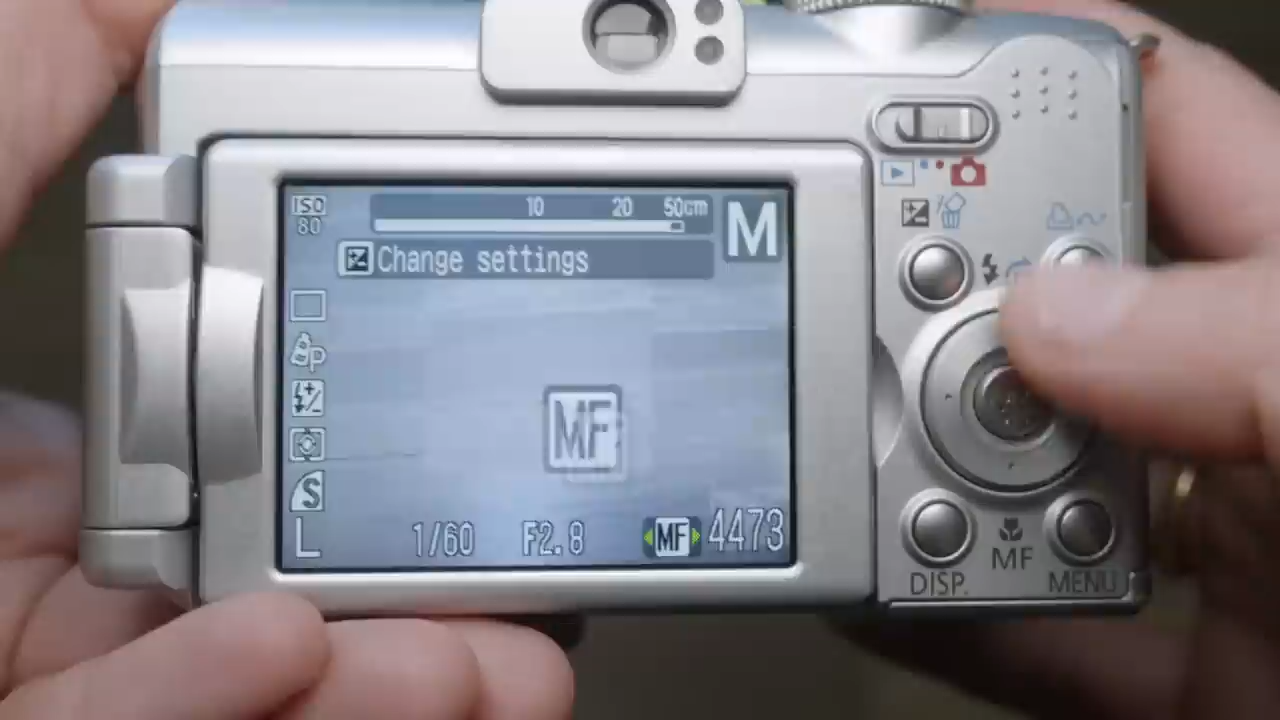 ISO
80
10 20 50cm
M
Change settings
P
MF
S
L
1/60 F2.8 MF 4473
DISP.
MF
MENU